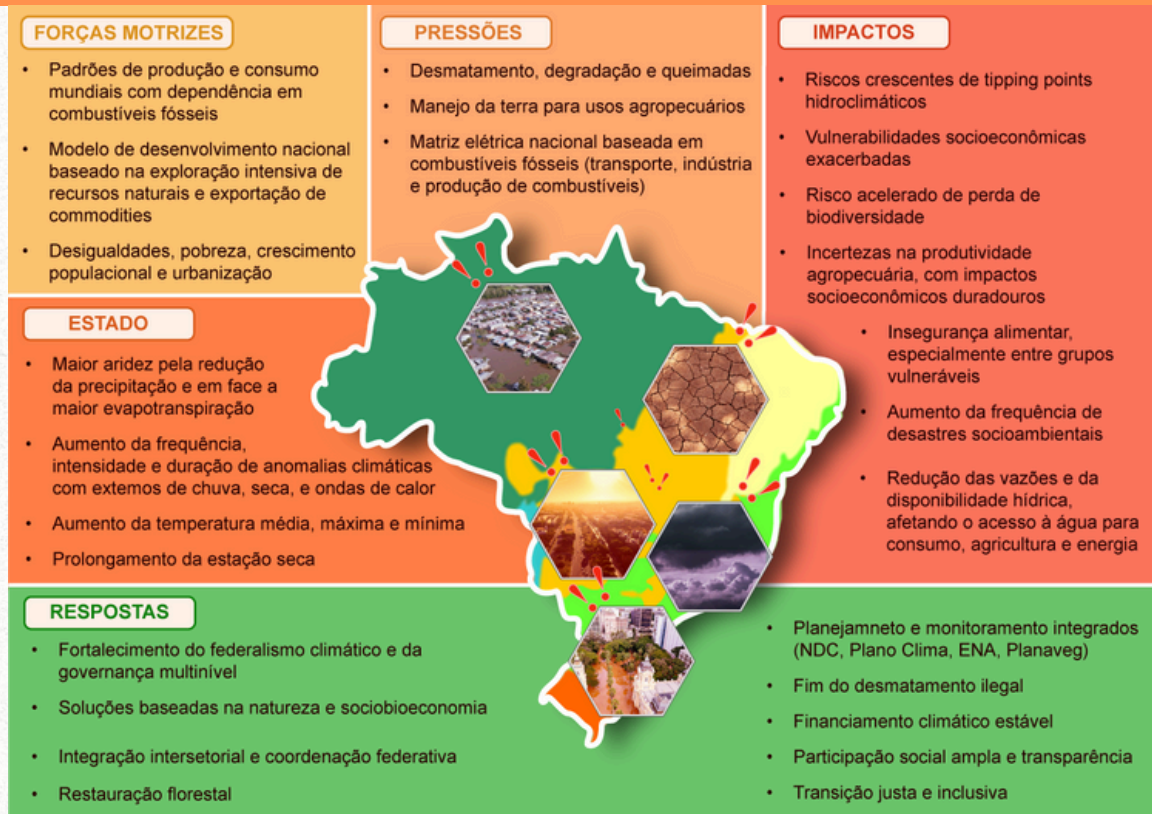 FORÇAS MOTRIZES
• Padrões de produção e consumo
mundiais com dependência em
combustíveis fósseis
• Modelo de desenvolvimento nacional
baseado na exploração intensiva de
recursos naturais e exportação de
commodities
• Desigualdades, pobreza, crescimento
populacional e urbanização
PRESSÕES
• Desmatamento, degradação e queimadas
• Manejo da terra para usos agropecuários
• Matriz elétrica nacional baseada em
combustíveis fósseis (transporte, indústria
e produção de combustíveis)
IMPACTOS
• Riscos crescentes de tipping points
hidroclimáticos
• Vulnerabilidades socioeconômicas
exacerbadas
• Risco acelerado de perda de
biodiversidade
• Incertezas na produtividade
agropecuária, com impactos
socioeconômicos duradouros
• Insegurança alimentar,
especialmente entre grupos
vulneráveis
• Aumento da frequência de
desastres socioambientais
• Redução das vazões e da
disponibilidade hídrica,
afetando o acesso à água para
consumo, agricultura e energia
ESTADO
• Maior aridez pela redução
da precipitação e em face a
maior evapotranspiração
• Aumento da frequência,
intensidade e duração de anomalias climáticas
com extemos de chuva, seca, e ondas de calor
• Aumento da temperatura média, máxima e mínima
• Prolongamento da estação seca
RESPOSTAS
• Fortalecimento do federalismo climático e da
governança multinível
• Soluções baseadas na natureza e sociobioeconomia
• Integração intersetorial e coordenação federativa
• Restauração florestal
• Planejamneto e monitoramento integrados
(NDC, Plano Clima, ENA, Planaveg)
• Fim do desmatamento ilegal
• Financiamento climático estável
• Participação social ampla e transparência
• Transição justa e inclusiva